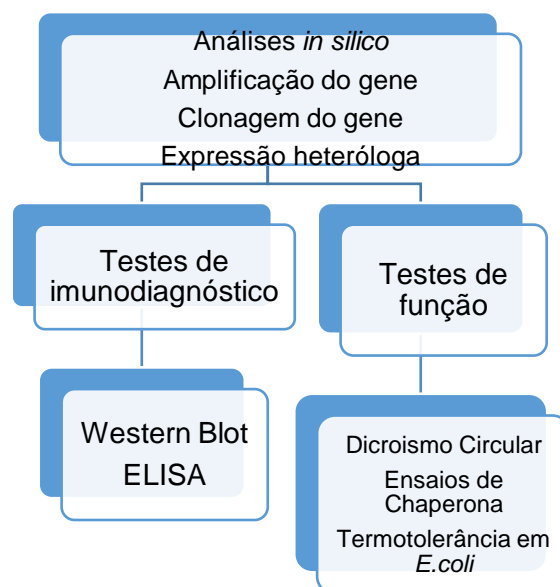 Análises in silico
Amplificação do gene
Clonagem do gene
Expressão heteróloga
Testes de
imunodiagnóstico
Testes de
função
Western Blot
ELISA
Dicroismo Circular
Ensaios de
Chaperona
Termotolerância em
E.coli